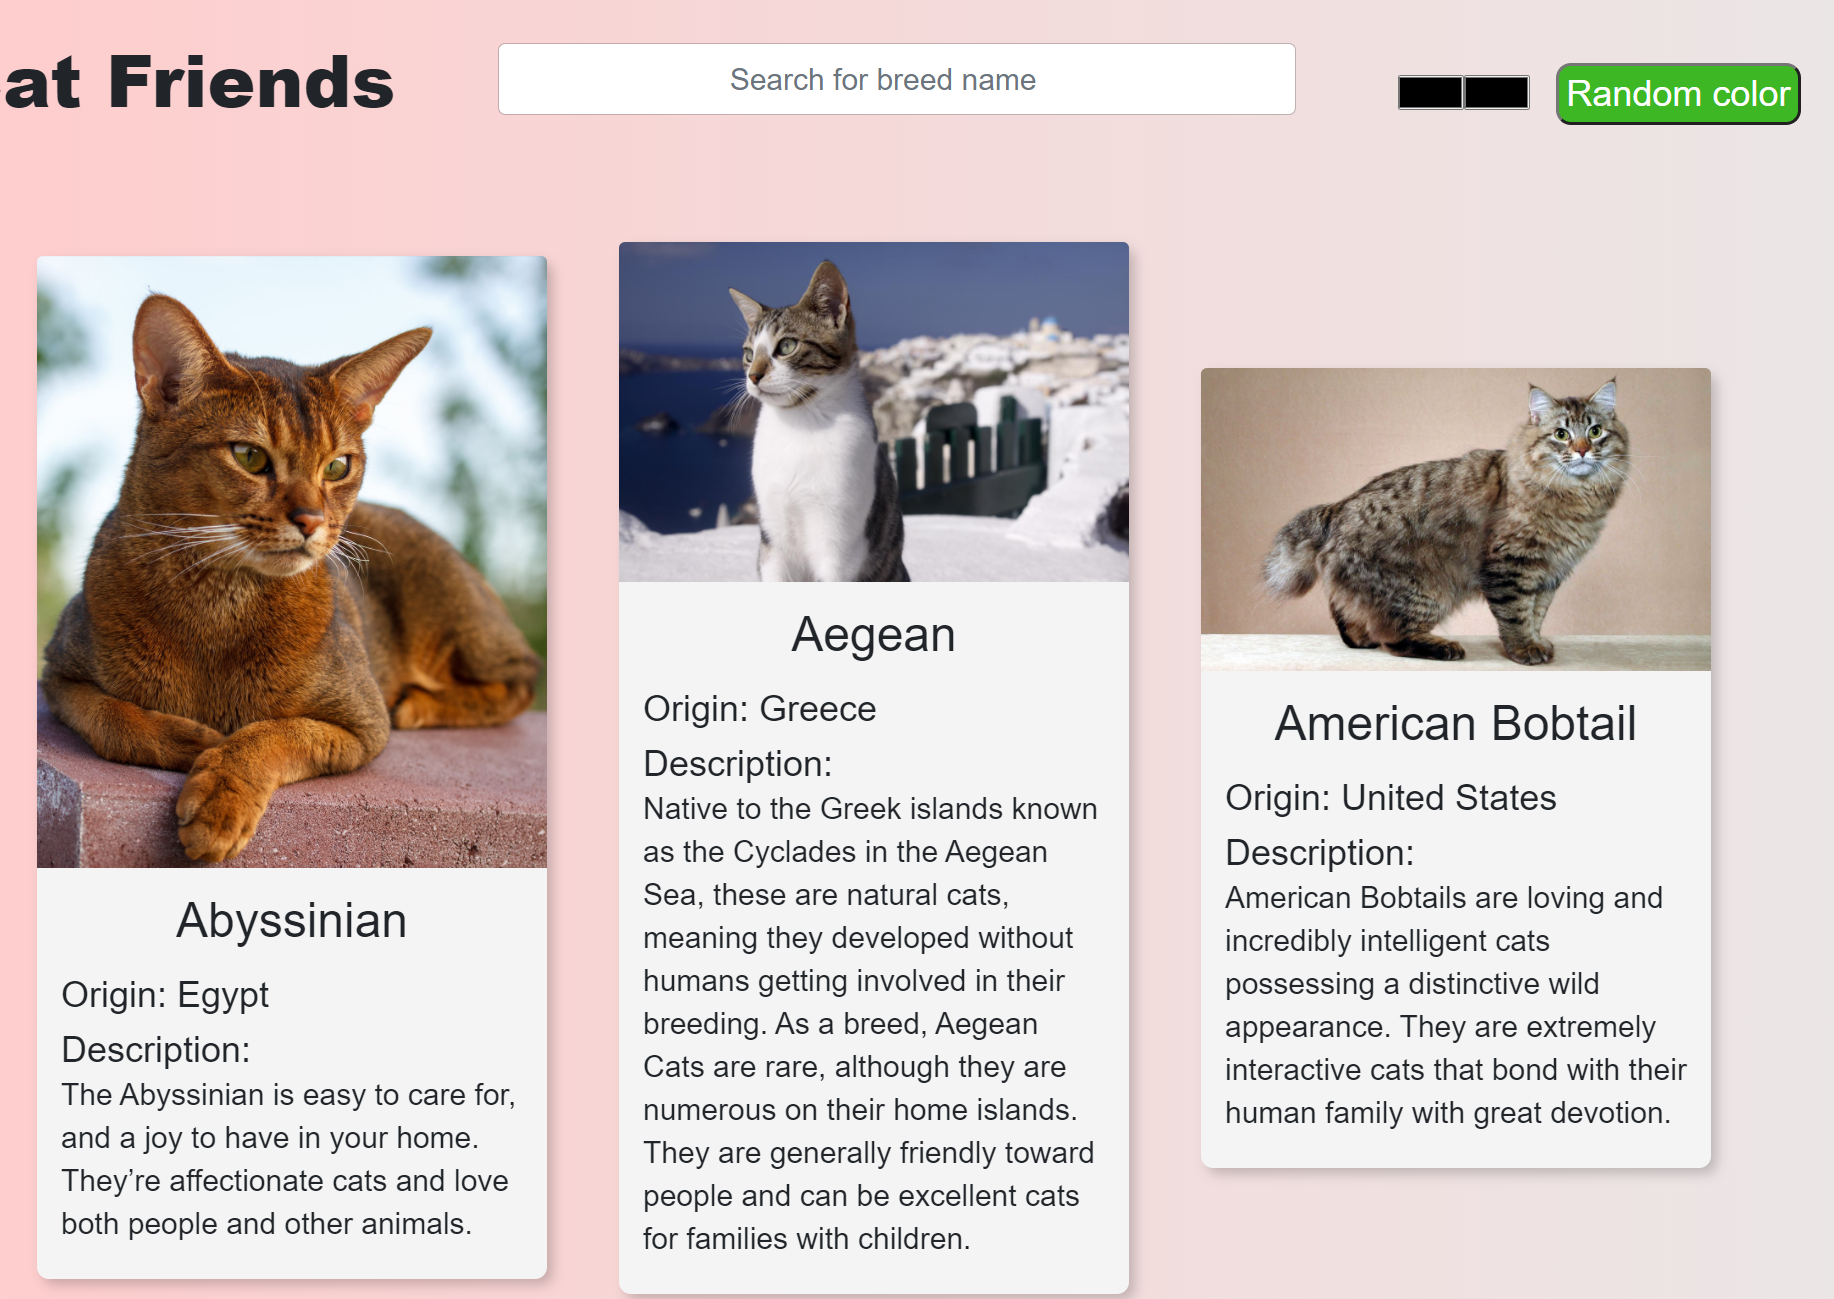 at Friends
Search for breed name
Random color
Abyssinian
Origin: Egypt
Description:
The Abyssinian is easy to care for,
and a joy to have in your home.
They’re affectionate cats and love
both people and other animals.
Aegean
Origin: Greece
Description:
Native to the Greek islands known
as the Cyclades in the Aegean
Sea, these are natural cats,
meaning they developed without
humans getting involved in their
breeding. As a breed, Aegean
Cats are rare, although they are
numerous on their home islands.
They are generally friendly toward
people and can be excellent cats
for families with children.
American Bobtail
Origin: United States
Description:
American Bobtails are loving and
incredibly intelligent cats
possessing a distinctive wild
appearance. They are extremely
interactive cats that bond with their
human family with great devotion.